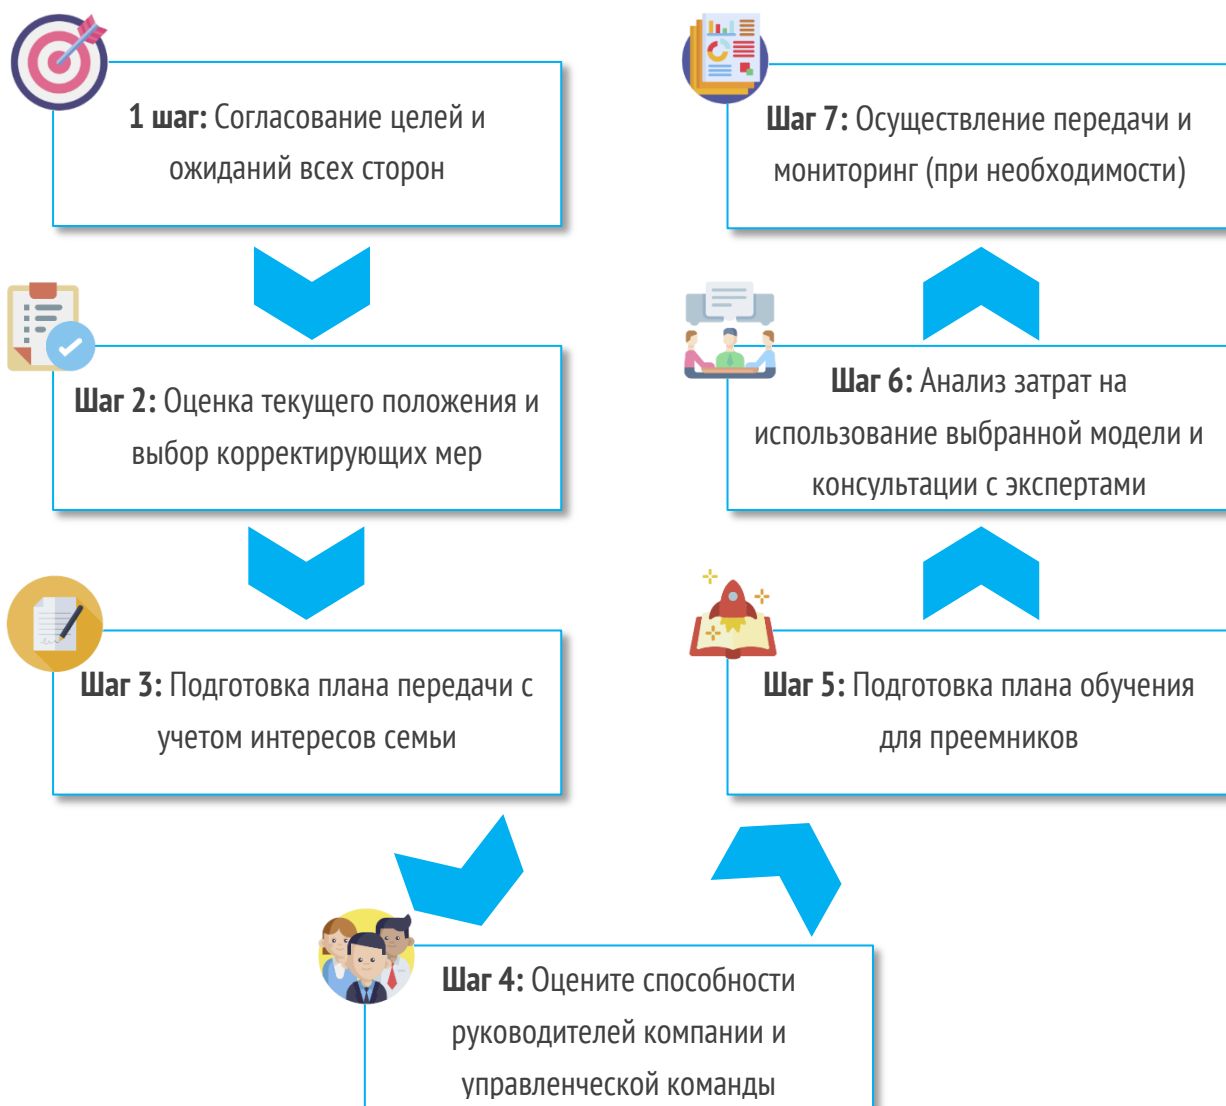 1 шаг: Согласование целей и
ожиданий всех сторон
Шаг 2: Оценка текущего положения и
выбор корректирующих мер
Шаг 3: Подготовка плана передачи с
учетом интересов семьи
Шаг 4: Оцените способности
руководителей компании и
управленческой команды
Шаг 5: Подготовка плана обучения
для преемников
Шаг 6: Анализ затрат на
использование выбранной модели и
консультации с экспертами
Шаг 7: Осуществление передачи и
мониторинг (при необходимости)